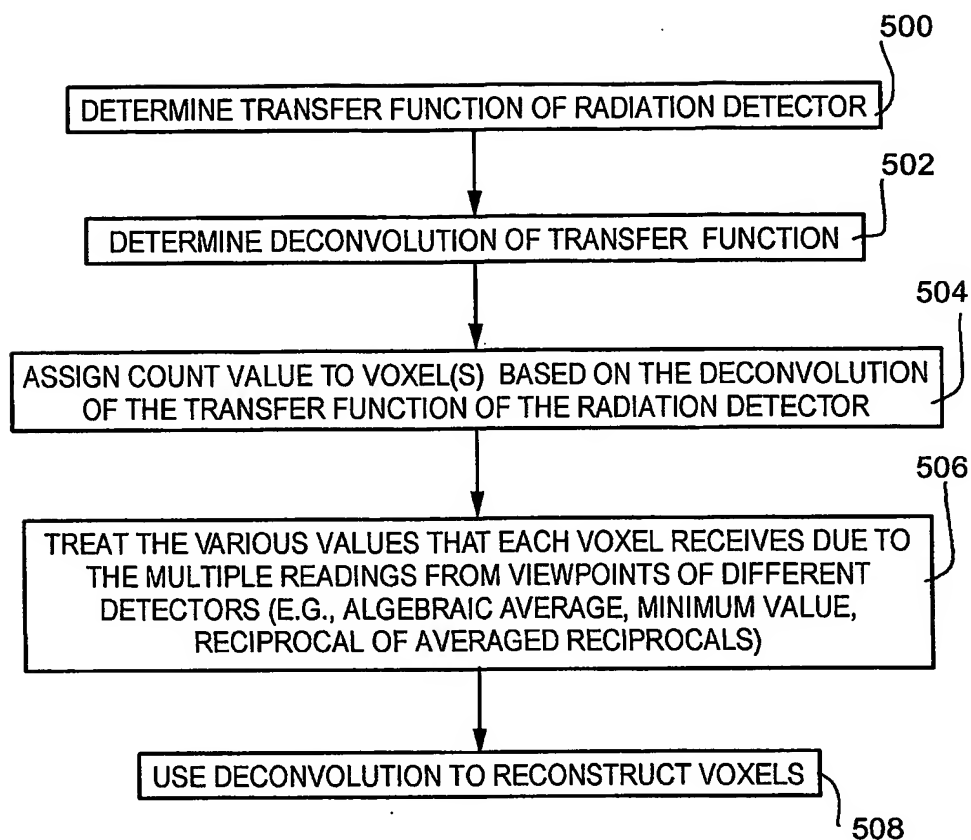 500
DETERMINE TRANSFER FUNCTION OF RADIATION DETECTOR
502
DETERMINE DECONVOLUTION OF TRANSFER FUNCTION
504
ASSIGN COUNT VALUE TO VOXEL(S) BASED ON THE DECONVOLUTION
OF THE TRANSFER FUNCTION OF THE RADIATION DETECTOR
506
TREAT THE VARIOUS VALUES THAT EACH VOXEL RECEIVES DUE TO
THE MULTIPLE READINGS FROM VIEWPOINTS OF DIFFERENT
DETECTORS (E.G., ALGEBRAIC AVERAGE, MINIMUM VALUE,
RECIPROCAL OF AVERAGED RECIPROCALS)
USE DECONVOLUTION TO RECONSTRUCT VOXELS
508